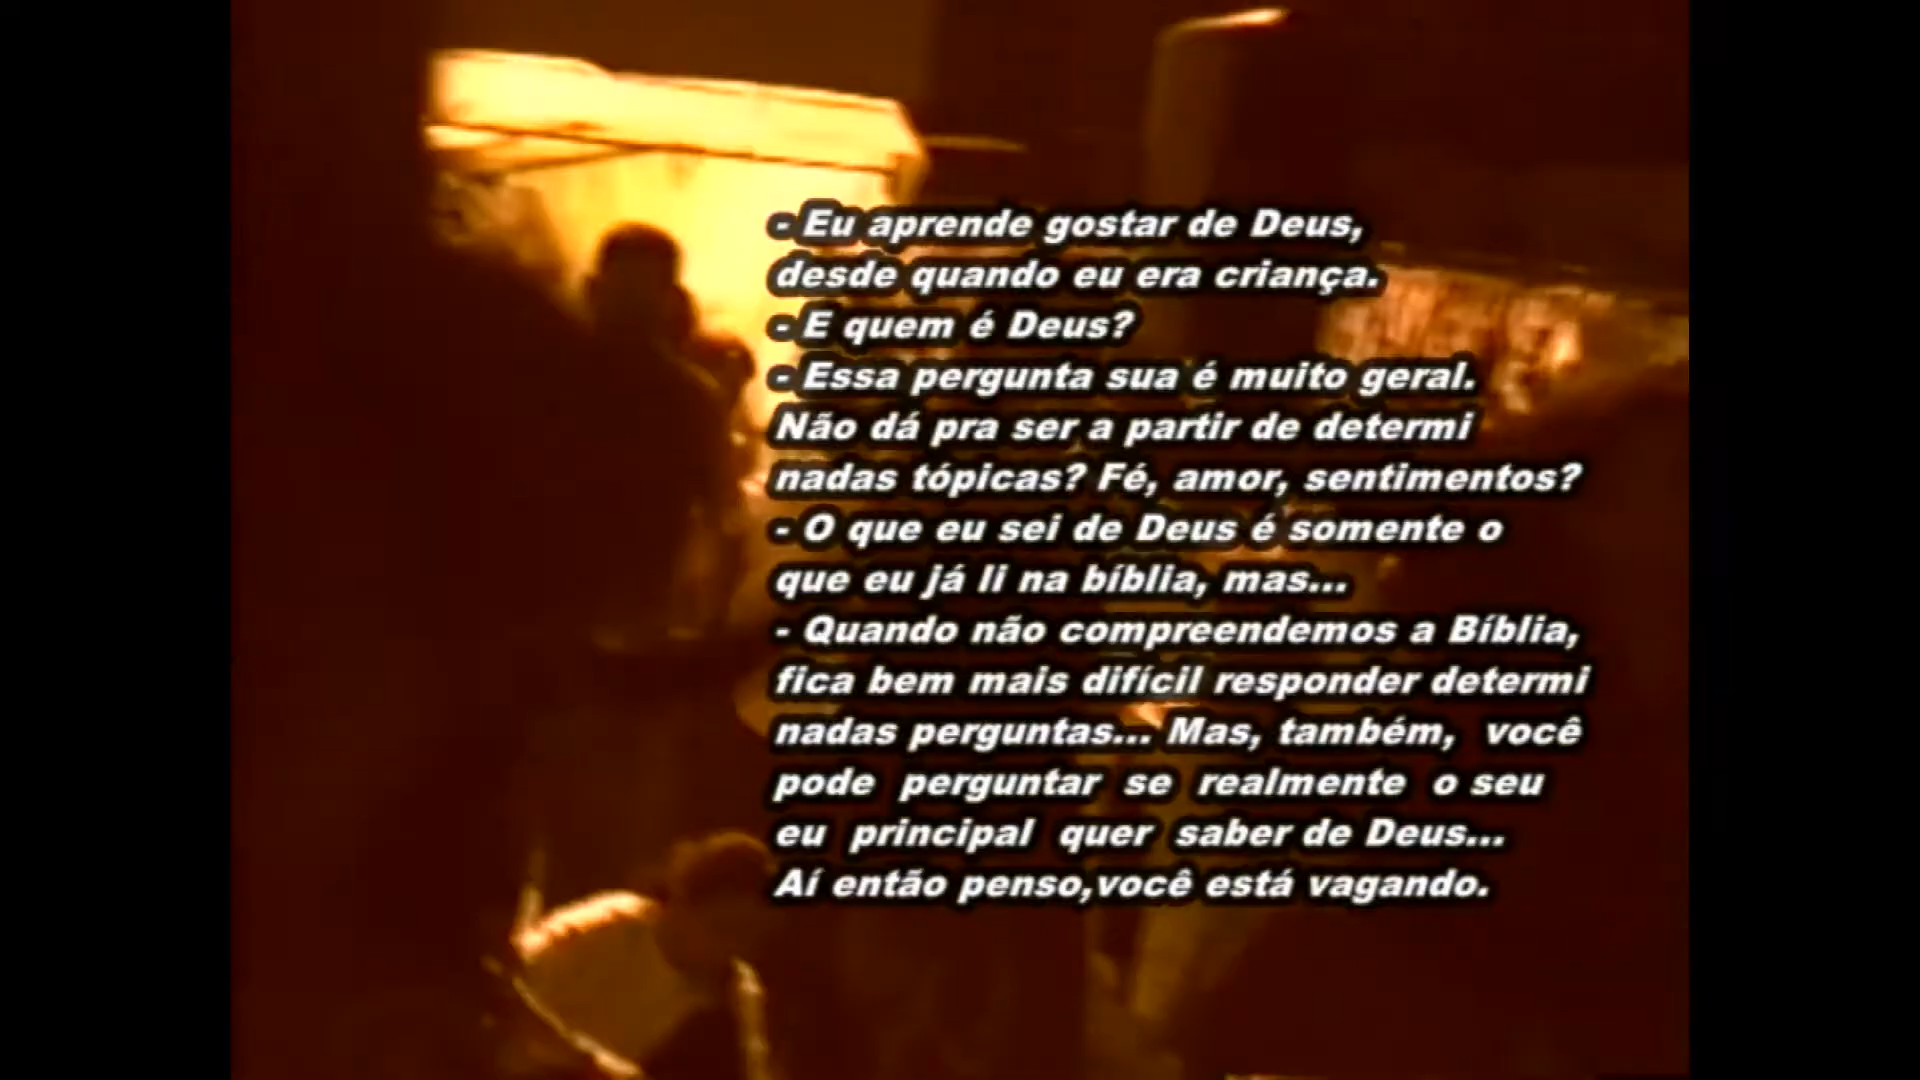 - Eu aprende gostar de Deus,
desde quando eu era criança.
- E quem é Deus?
- Essa pergunta sua é muito geral.
Não dá pra ser a partir de determi
nadas tópicas? Fé, amor, sentimentos?
- O que eu sei de Deus é somente o
que eu já li na bíblia, mas...
- Quando não compreendemos a Bíblia,
fica bem mais difícil responder determi
nadas perguntas... Mas, também, você
pode perguntar se realmente o seu
eu principal quer saber de Deus...
Aí então penso,você está vagando.